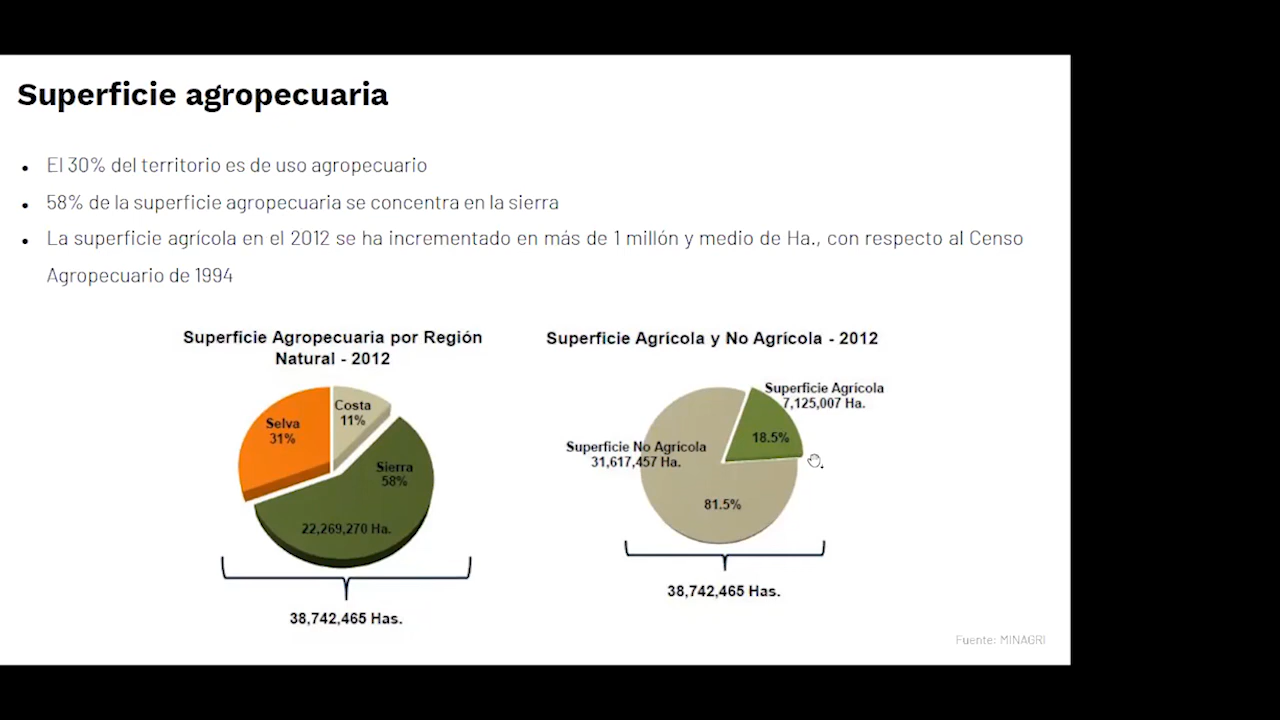 Superficie agropecuaria
• El 30% del territorio es de uso agropecuario
• 58% de la superficie agropecuaria se concentra en la sierra
• La superficie agrícola en el 2012 se ha incrementado en más de 1 millón y medio de Ha., con respecto al Censo
Agropecuario de 1994
Superficie Agropecuaria por Región
Natural - 2012
Costa
11%
Selva
31%
Sierra
58%
22,269,270 Ha.
38,742,465 Has.
Superficie Agrícola y No Agrícola - 2012
Superficie Agrícola
7,125,007 Ha.
18.5%
Superficie No Agrícola
31,617,457 Ha.
81.5%
38,742,465 Has.
Fuente: MINAGRI